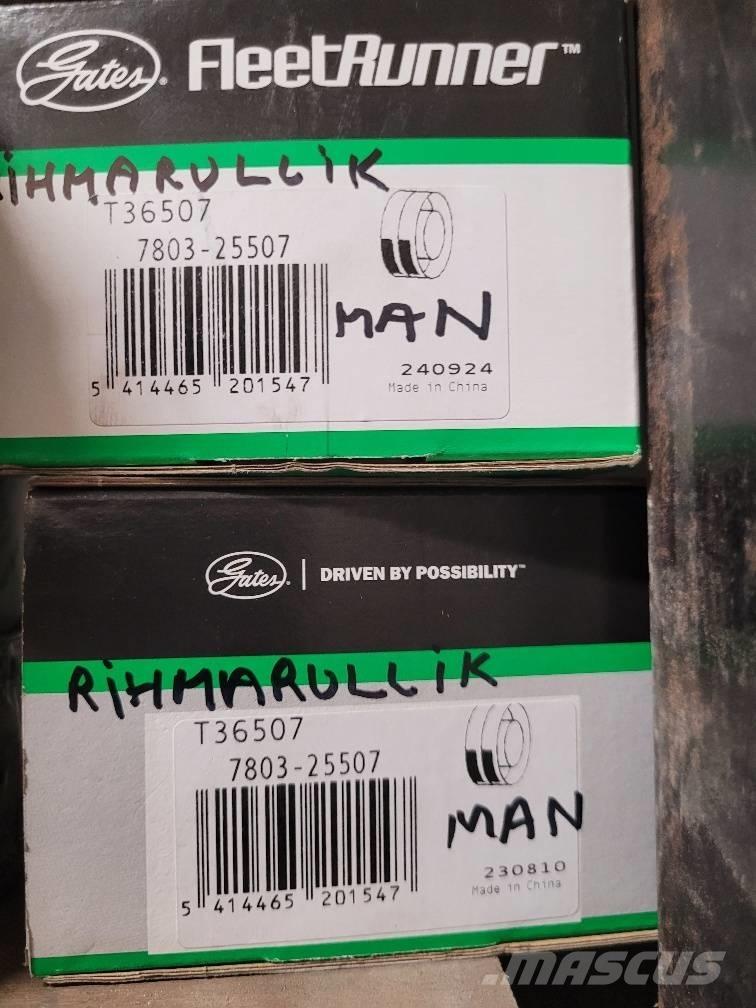 Gates® FleetRunner™
RiHMARULLiK
T36507
7803-25507
MAN
240924
Made in China
5 414465 201547
Gates® | DRIVEN BY POSSIBILITY™
RiHMARULLiK
T36507
7803-25507
MAN
230810
Made in China
5 414465 201547
MASCUS